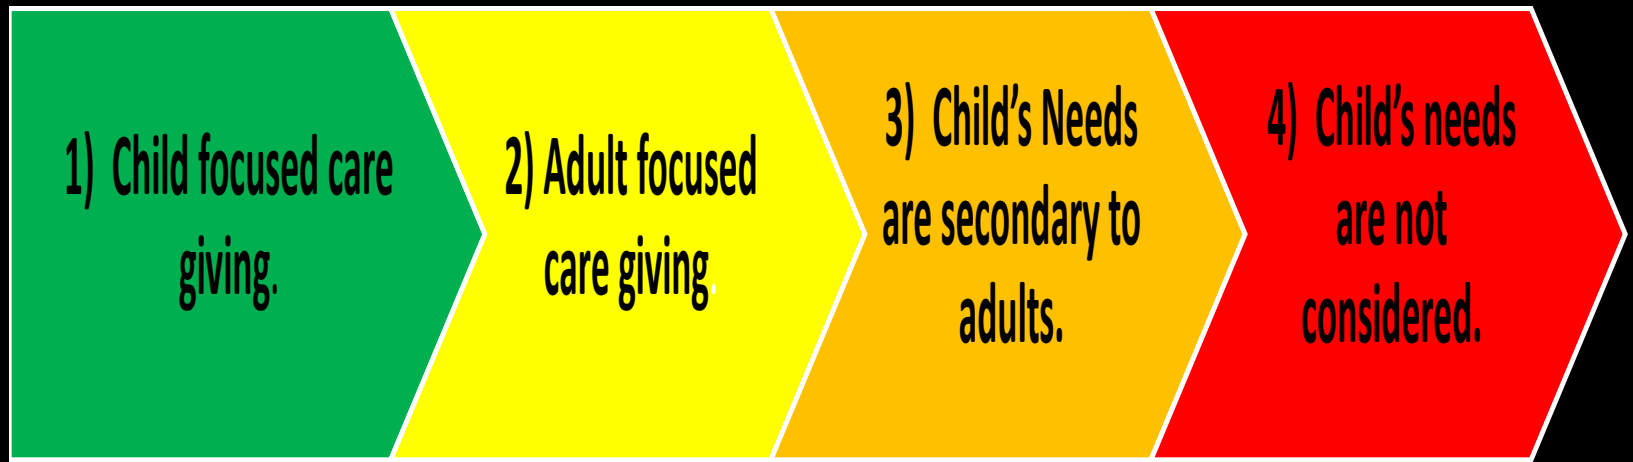 1) Child focused care
giving.
2) Adult focused
care giving.
3) Child’s Needs
are secondary to
adults.
4) Child’s needs
are not
considered.